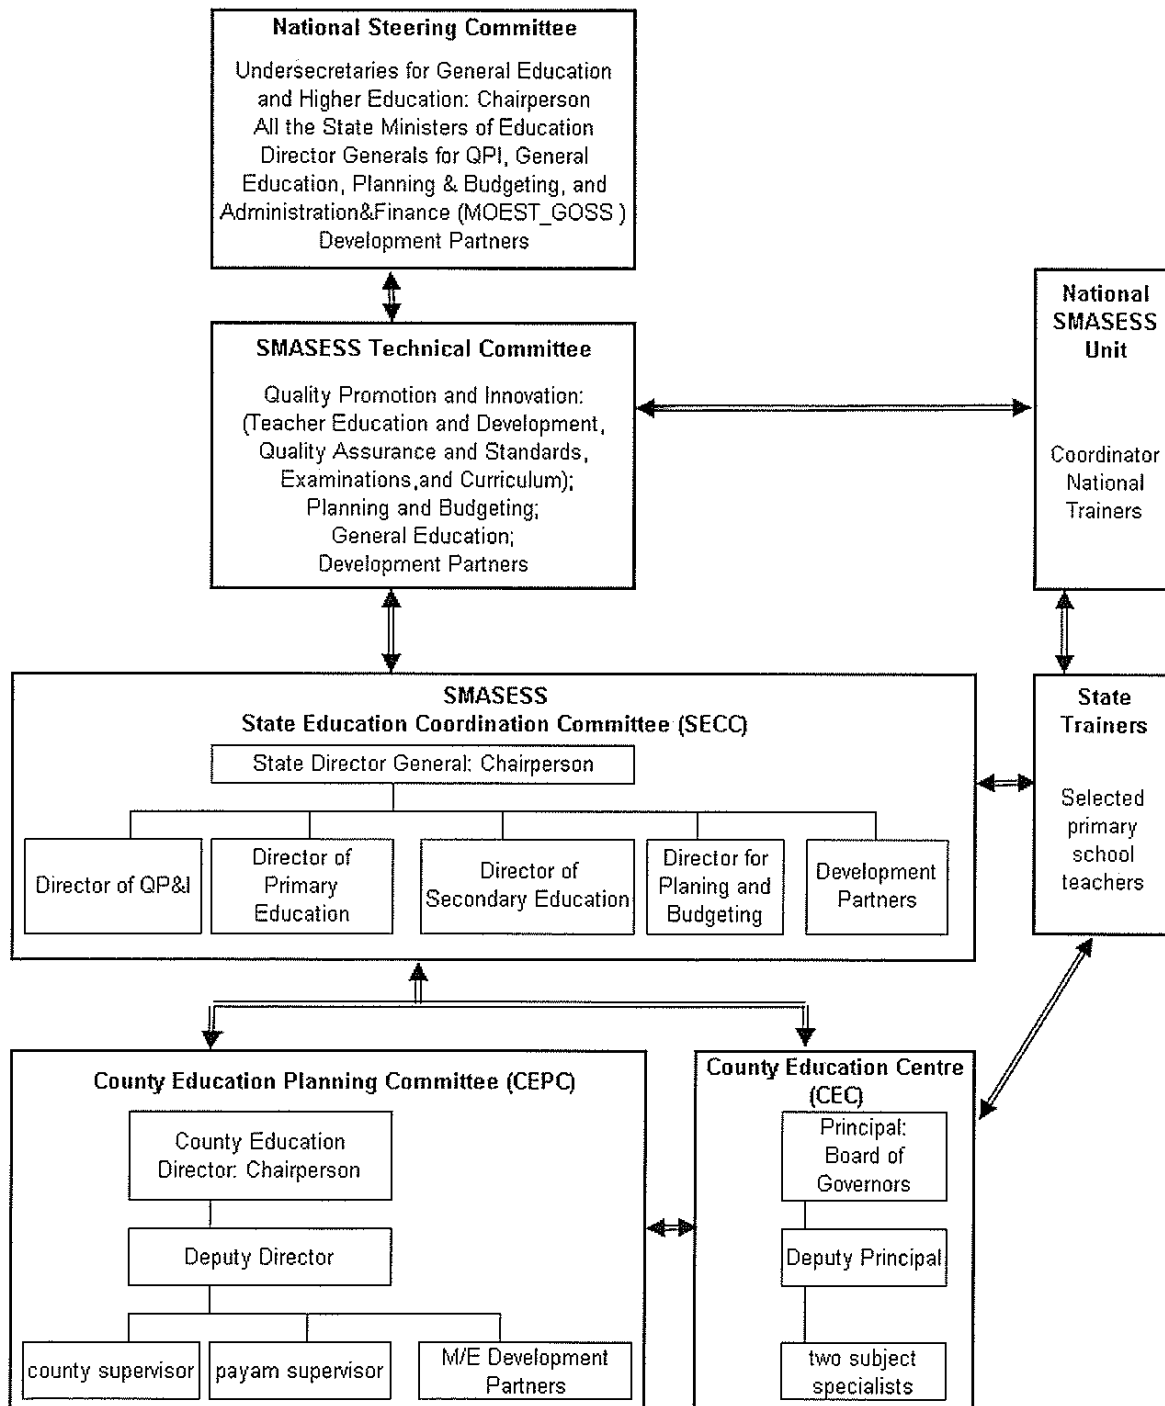 National Steering Committee
Undersecretaries for General Education
and Higher Education: Chairperson
All the State Ministers of Education
Director Generals for QPI, General
Education, Planning & Budgeting, and
Administration&Finance (MOEST_GOSS )
Development Partners
SMASESS Technical Committee
Quality Promotion and Innovation:
(Teacher Education and Development,
Quality Assurance and Standards,
Examinations,and Curriculum);
Planning and Budgeting;
General Education;
Development Partners
National
SMASESS
Unit
Coordinator
National
Trainers
SMASESS
State Education Coordination Committee (SECC)
State Director General: Chairperson
Director of QP&I
Director of
Primary
Education
Director of
Secondary Education
Director for
Planing and
Budgeting
Development
Partners
State
Trainers
Selected
primary
school
teachers
County Education Planning Committee (CEPC)
County Education
Director: Chairperson
Deputy Director
county supervisor
payam supervisor
M/E Development
Partners
County Education Centre
(CEC)
Principal:
Board of
Governors
Deputy Principal
two subject
specialists